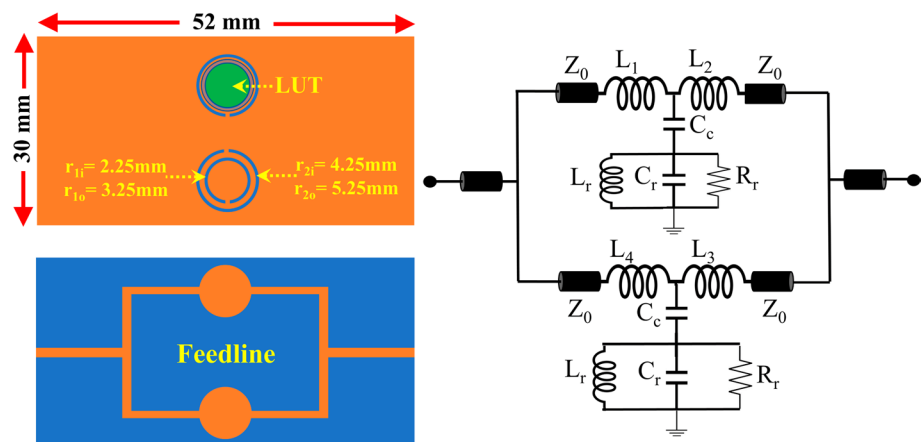 52 mm
30 mm
LUT
r1i= 2.25mm
r1o= 3.25mm
r2i= 4.25mm
r2o= 5.25mm
Feedline
Z0
L1
L2
Z0
Cc
Lr
Cr
Rr
L4
L3
Z0
Cc
Z0
Lr
Cr
Rr